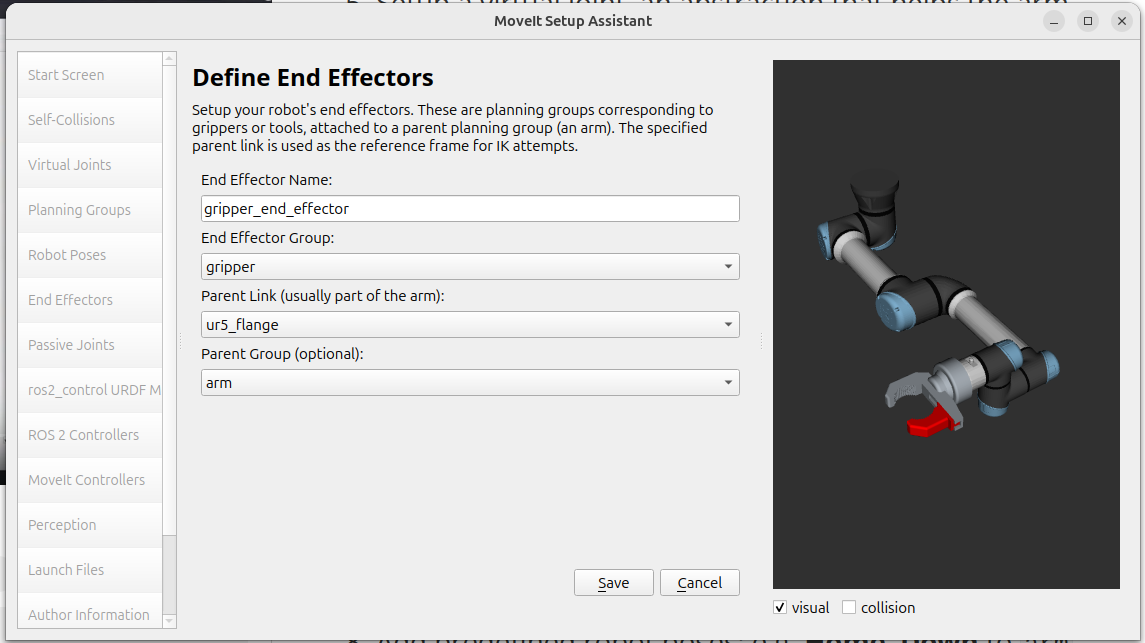 MoveIt Setup Assistant
Start Screen
Self-Collisions
Virtual Joints
Planning Groups
Robot Poses
End Effectors
Passive Joints
ros2_control URDF M
ROS 2 Controllers
MoveIt Controllers
Perception
Launch Files
Author Information
Define End Effectors
Setup your robot's end effectors. These are planning groups corresponding to
grippers or tools, attached to a parent planning group (an arm). The specified
parent link is used as the reference frame for IK attempts.
End Effector Name:
gripper_end_effector
End Effector Group:
gripper
Parent Link (usually part of the arm):
ur5_flange
Parent Group (optional):
arm
Save
Cancel
visual
collision